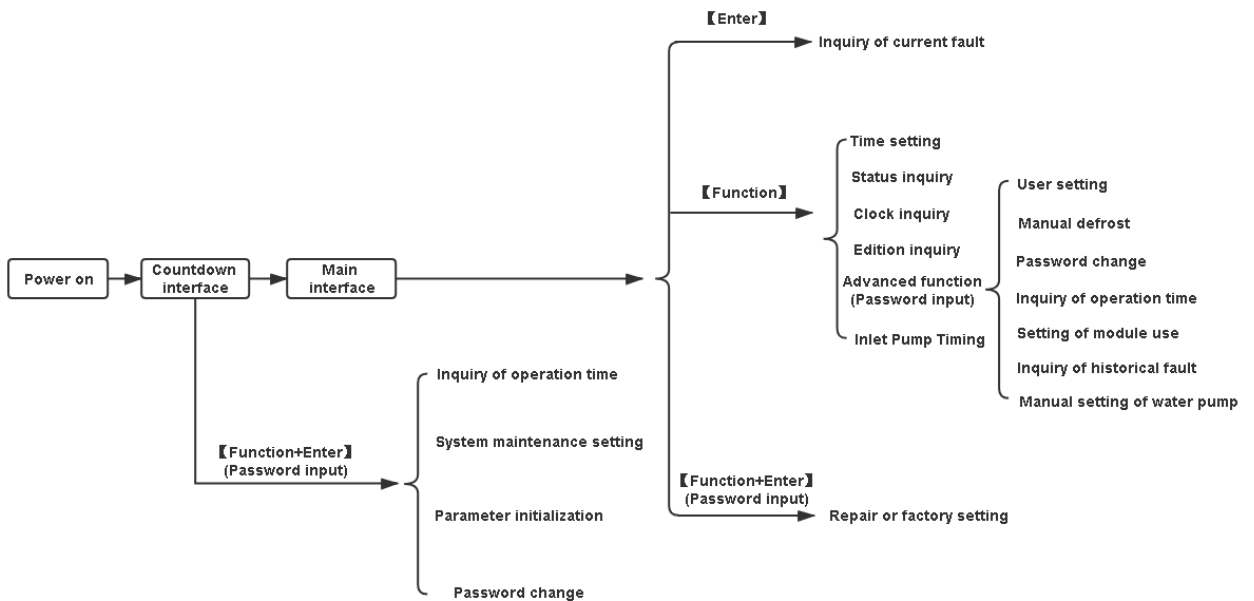 【Enter】
Inquiry of current fault
Time setting
Status inquiry
【Function】
Clock inquiry
Edition inquiry
Advanced function
(Password input)
Inlet Pump Timing
User setting
Manual defrost
Password change
Inquiry of operation time
Setting of module use
Inquiry of historical fault
Manual setting of water pump
Power on
Countdown
interface
Main
interface
【Function+Enter】
(Password input)
Inquiry of operation time
System maintenance setting
Parameter initialization
Password change
【Function+Enter】
(Password input)
Repair or factory setting